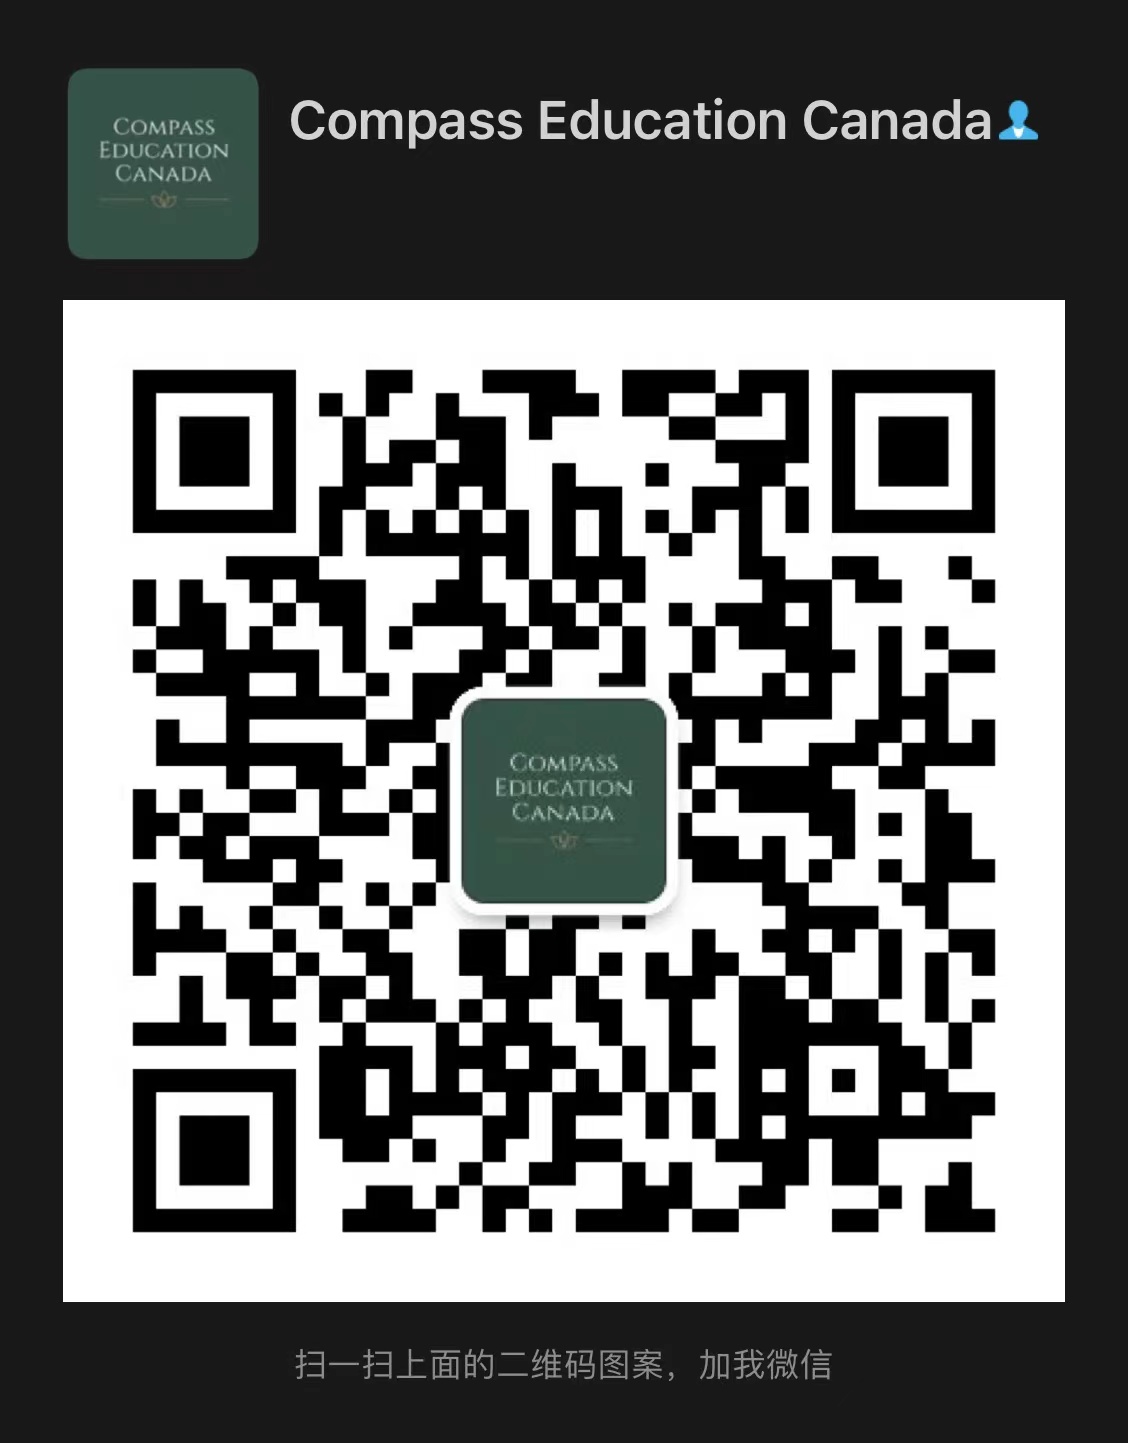 COMPASS
EDUCATION
CANADA
Compass Education Canada
COMPASS
EDUCATION
CANADA
扫一扫上面的二维码图案，加我微信